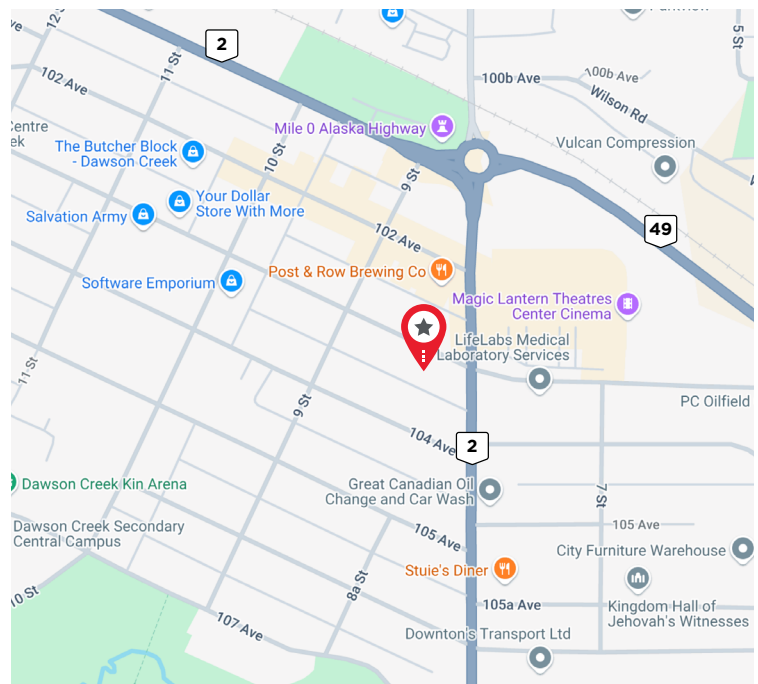 12 S
2
Parkview
5 St
11 St
102 Ave
100b Ave
100b Ave
Wilson Rd
Mile 0 Alaska Highway
Centre
ek
The Butcher Block
- Dawson Creek
10 St
9 St
Vulcan Compression
Your Dollar
Store With More
Salvation Army
102 Ave
49
Post & Row Brewing Co
Software Emporium
Magic Lantern Theatres
Center Cinema
LifeLabs Medical
Laboratory Services
11 St
9 St
PC Oilfield
104 Ave
2
Dawson Creek Kin Arena
Great Canadian Oil
Change and Car Wash
7 St
Dawson Creek Secondary
Central Campus
105 Ave
105 Ave
City Furniture Warehouse
Stuie's Diner
8a St
10 St
105a Ave
Kingdom Hall of
Jehovah's Witnesses
107 Ave
Downton's Transport Ltd